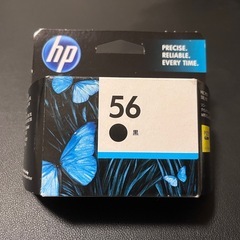 hp
PRECISE.
RELIABLE.
EVERY TIME.
56
黒